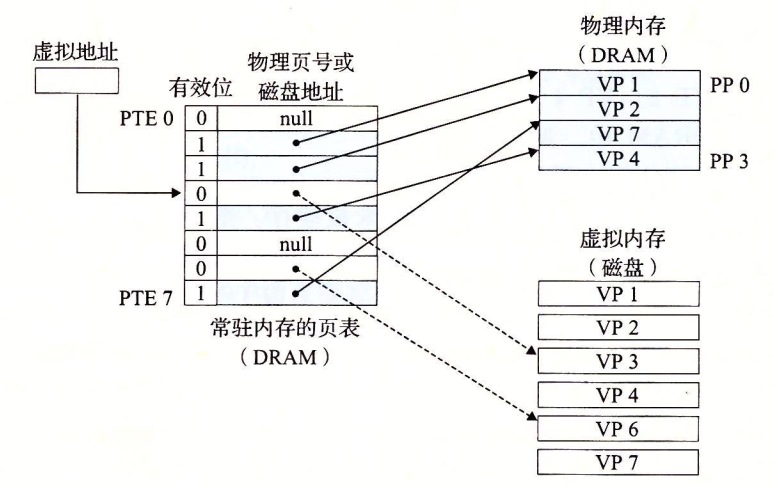 虚拟地址
有效位
物理页号或
磁盘地址
PTE 0
0
null
1
1
0
1
0
null
0
PTE 7
1
常驻内存的页表
（DRAM）
物理内存
（DRAM）
VP 1
PP 0
VP 2
VP 7
VP 4
PP 3
虚拟内存
（磁盘）
VP 1
VP 2
VP 3
VP 4
VP 6
VP 7